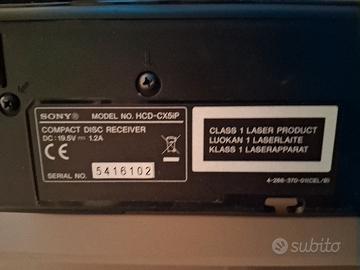 SONY® MODEL NO. HCD-CX5iP
COMPACT DISC RECEIVER
DC: 19.5V ⎓ 1.2A
CE
SERIAL NO. 5416102
CLASS 1 LASER PRODUCT
LUOKAN 1 LASERLAITE
KLASS 1 LASERAPPARAT
4-266-370-01(CEL/B)
subito